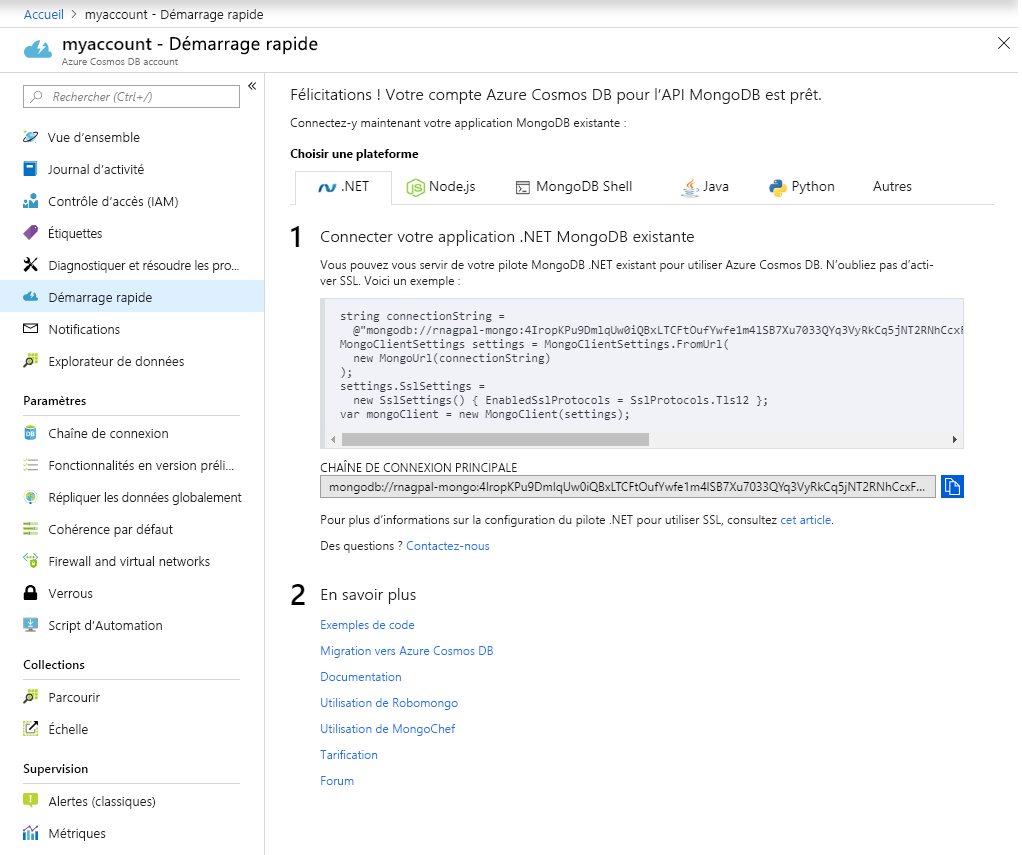 Accueil > myaccount - Démarrage rapide
myaccount - Démarrage rapide
Azure Cosmos DB account
Rechercher (Ctrl+/)
«
Vue d'ensemble
Journal d'activité
Contrôle d'accès (IAM)
Étiquettes
Diagnostiquer et résoudre les pro...
Démarrage rapide
Notifications
Explorateur de données
Paramètres
Chaîne de connexion
Fonctionnalités en version préli...
Répliquer les données globalement
Cohérence par défaut
Firewall and virtual networks
Verrous
Script d'Automation
Collections
Parcourir
Échelle
Supervision
Alertes (classiques)
Métriques
Félicitations ! Votre compte Azure Cosmos DB pour l'API MongoDB est prêt.
Connectez-y maintenant votre application MongoDB existante :
Choisir une plateforme
.NET Node.js MongoDB Shell Java Python Autres
1 Connecter votre application .NET MongoDB existante
Vous pouvez vous servir de votre pilote MongoDB .NET existant pour utiliser Azure Cosmos DB. N'oubliez pas d'acti-
ver SSL. Voici un exemple :
string connectionString =
@"mongodb://rnagpal-mongo:4IropKPu9DmlqUw0iQBxLTCFtOufYwfe1m4lSB7Xu7033QYq3VyRkCq5jNT2RNhCcxF
MongoClientSettings settings = MongoClientSettings.FromUrl(
new MongoUrl(connectionString)
);
settings.SslSettings =
new SslSettings() { EnabledSslProtocols = SslProtocols.Tls12 };
var mongoClient = new MongoClient(settings);
CHAÎNE DE CONNEXION PRINCIPALE
mongodb://rnagpal-mongo:4IropKPu9DmlqUw0iQBxLTCFtOufYwfe1m4lSB7Xu7033QYq3VyRkCq5jNT2RNhCcxF...
Pour plus d'informations sur la configuration du pilote .NET pour utiliser SSL, consultez cet article.
Des questions ? Contactez-nous
2 En savoir plus
Exemples de code
Migration vers Azure Cosmos DB
Documentation
Utilisation de Robomongo
Utilisation de MongoChef
Tarification
Forum